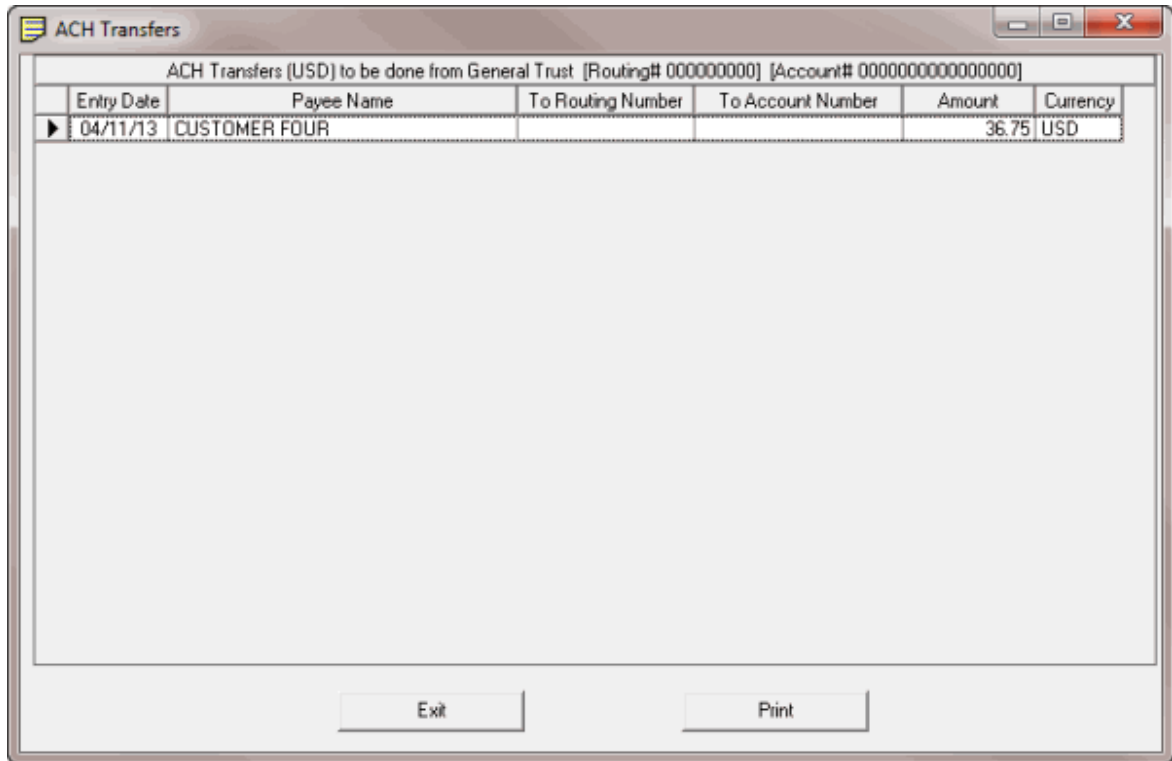 ACH Transfers
ACH Transfers (USD) to be done from General Trust [Routing# 000000000] [Account# 0000000000000000]
Entry Date Payee Name To Routing Number To Account Number Amount Currency
04/11/13 CUSTOMER FOUR 36.75 USD
Exit Print